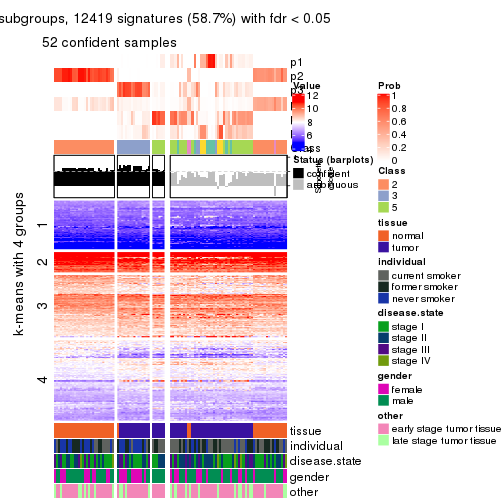 subgroups, 12419 signatures (58.7%) with fdr < 0.05
52 confident samples
p1
p2
Value
12
10
8
6
Prob
1
0.8
0.6
0.4
0.2
0
Class
Status (barplots)
confident
ambiguous
Class
2
3
5
tissue
normal
tumor
individual
current smoker
former smoker
never smoker
disease.state
stage I
stage II
stage III
stage IV
gender
female
male
other
early stage tumor tissue
late stage tumor tissue
k-means with 4 groups
1
2
3
4
tissue
individual
disease.state
gender
other